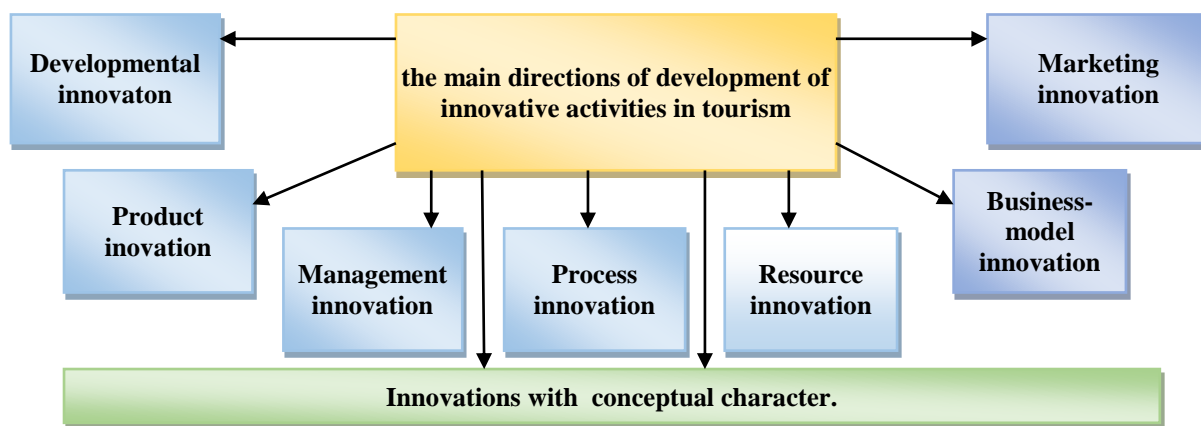 Developmental
innovaton
the main directions of development of
innovative activities in tourism
Marketing
innovation
Product
inovation
Business-
model
innovation
Management
innovation
Process
innovation
Resource
innovation
Innovations with  conceptual character.